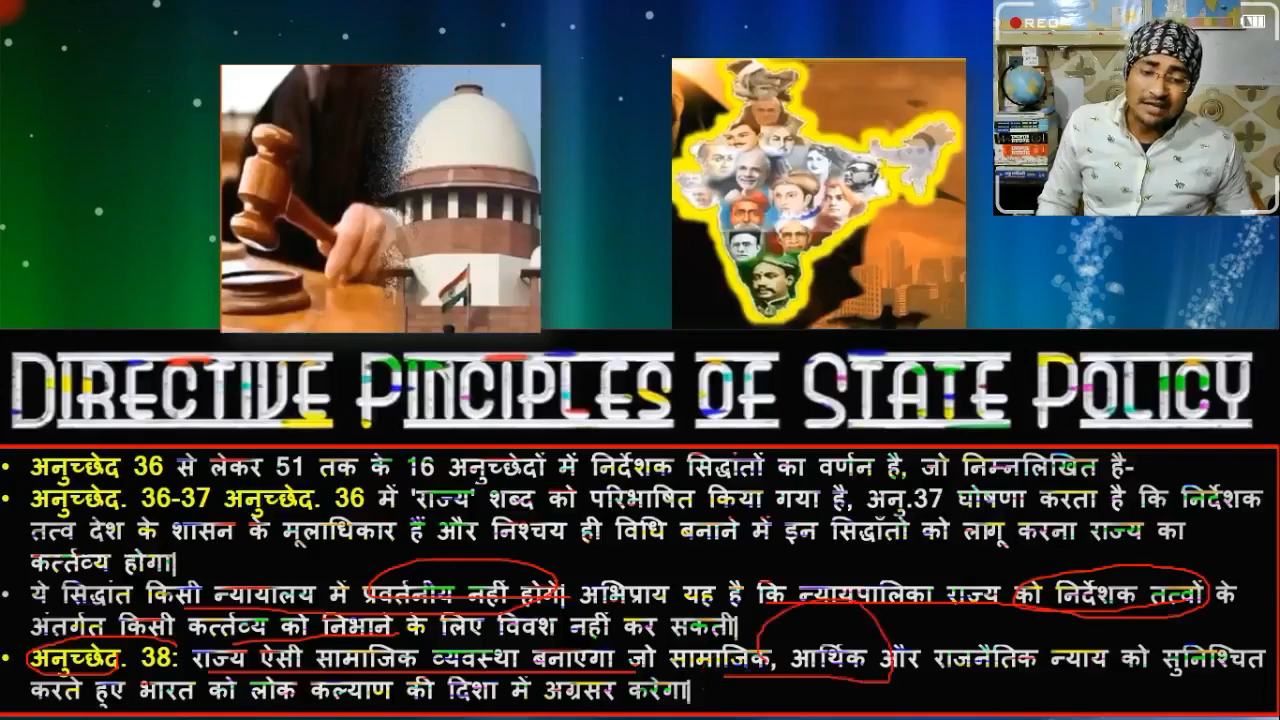 REC
DIRECTIVE PINCIPLES OF STATE POLICY
• अनुच्छेद 36 से लेकर 51 तक के 16 अनुच्छेदों में निर्देशक सिद्धांतों का वर्णन है, जो निम्नलिखित है-
• अनुच्छेद. 36-37 अनुच्छेद. 36 में 'राज्य' शब्द को परिभाषित किया गया है, अनु.37 घोषणा करता है कि निर्देशक
तत्व देश के शासन के मूलाधिकार हैं और निश्चय ही विधि बनाने में इन सिद्धाँतो को लागू करना राज्य का
कर्त्तव्य होगा|
• ये सिद्धांत किसी न्यायालय में प्रवर्तनीय नहीं होगे| अभिप्राय यह है कि न्यायपालिका राज्य को निर्देशक तत्वों के
अंतर्गत किसी कर्त्तव्य को निभाने के लिए विवश नहीं कर सकती|
• अनुच्छेद. 38: राज्य ऐसी सामाजिक व्यवस्था बनाएगा जो सामाजिक, आर्थिक और राजनैतिक न्याय को सुनिश्चित
करते हुए भारत को लोक कल्याण की दिशा में अग्रसर करेगा|